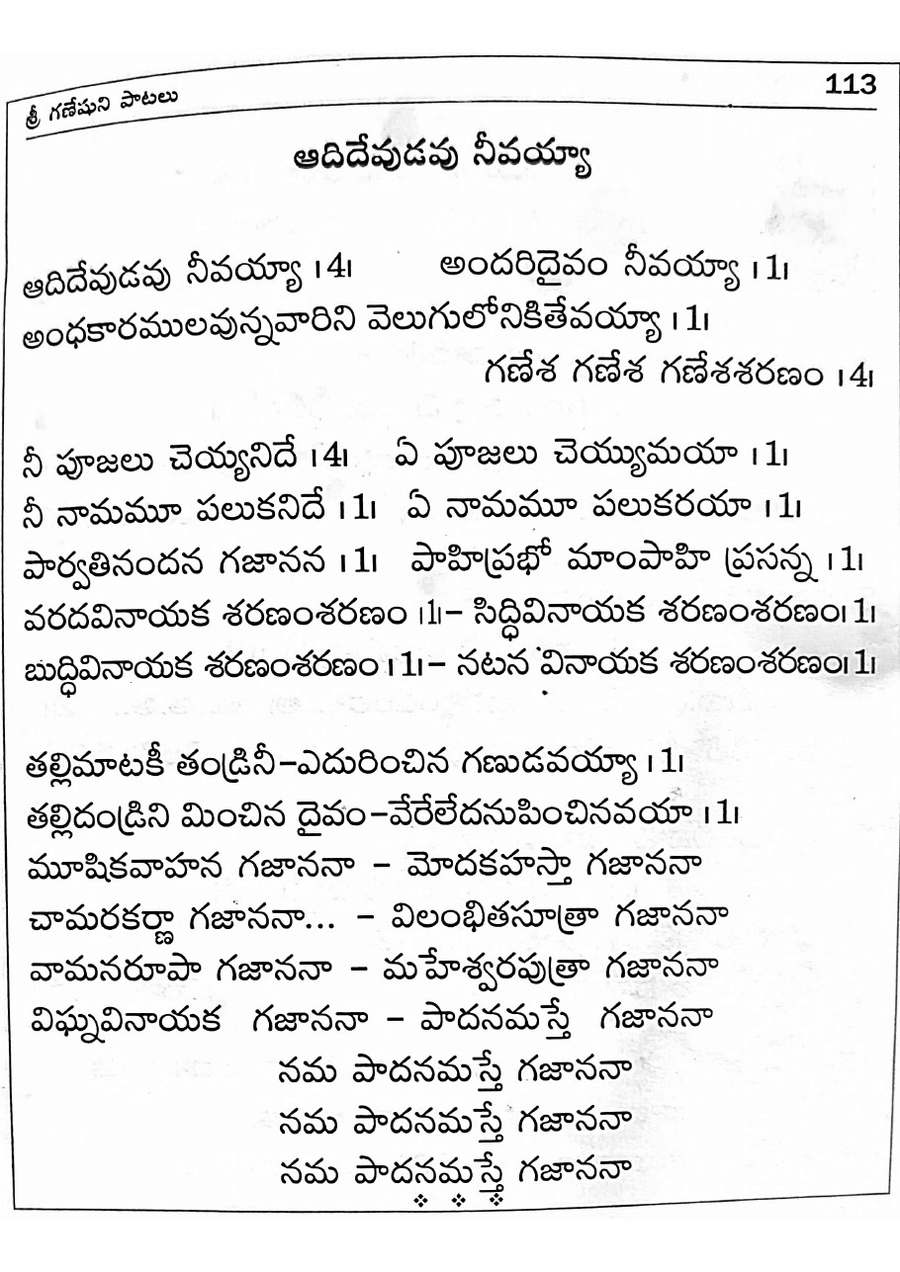 శ్రీ గణేషుని పాటలు 113
ఆదిదేవుడవు నీవయ్యా
ఆదిదేవుడవు నీవయ్యా ।4। అందరిదైవం నీవయ్యా ।1।
అంధకారములవున్నవారిని వెలుగులోనికితేవయ్యా ।1।
గణేశ గణేశ గణేశశరణం ।4।
నీ పూజలు చెయ్యనిదే ।4। ఏ పూజలు చెయ్యుమయా ।1।
నీ నామమూ పలుకనిదే ।1। ఏ నామమూ పలుకరయా ।1।
పార్వతినందన గజానన ।1। పాహిప్రభో మాంపాహి ప్రసన్న ।1।
వరదవినాయక శరణంశరణం ।1।– సిద్ధివినాయక శరణంశరణం।1।
బుద్ధివినాయక శరణంశరణం ।1।– నటన వినాయక శరణంశరణం।1।
తల్లిమాటకీ తండ్రినీ–ఎదురించిన గణుడవయ్యా ।1।
తల్లిదండ్రిని మించిన దైవం–వేరేలేదనుపించినవయా ।1।
మూషికవాహన గజాననా – మోదకహస్తా గజాననా
చామరకర్ణా గజాననా... – విలంభితసూత్రా గజాననా
వామనరూపా గజాననా – మహేశ్వరపుత్రా గజాననా
విఘ్నవినాయక గజాననా – పాదనమస్తే గజాననా
నమ పాదనమస్తే గజాననా
నమ పాదనమస్తే గజాననా
నమ పాదనమస్తే గజాననా